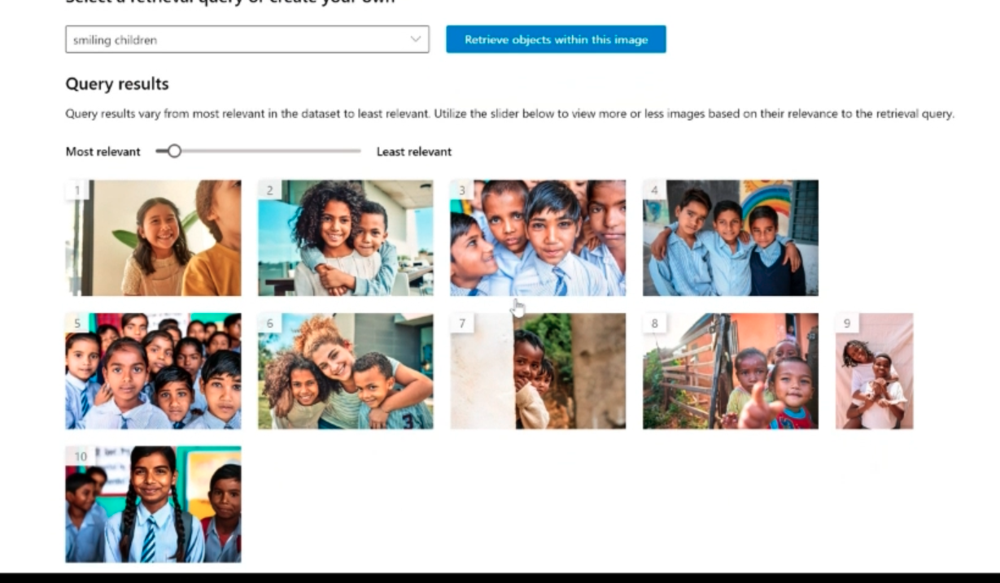 Select a retrieval query or create your own
smiling children
Retrieve objects within this image
Query results
Query results vary from most relevant in the dataset to least relevant. Utilize the slider below to view more or less images based on their relevance to the retrieval query.
Most relevant
Least relevant
1
2
3
4
5
6
7
8
9
10